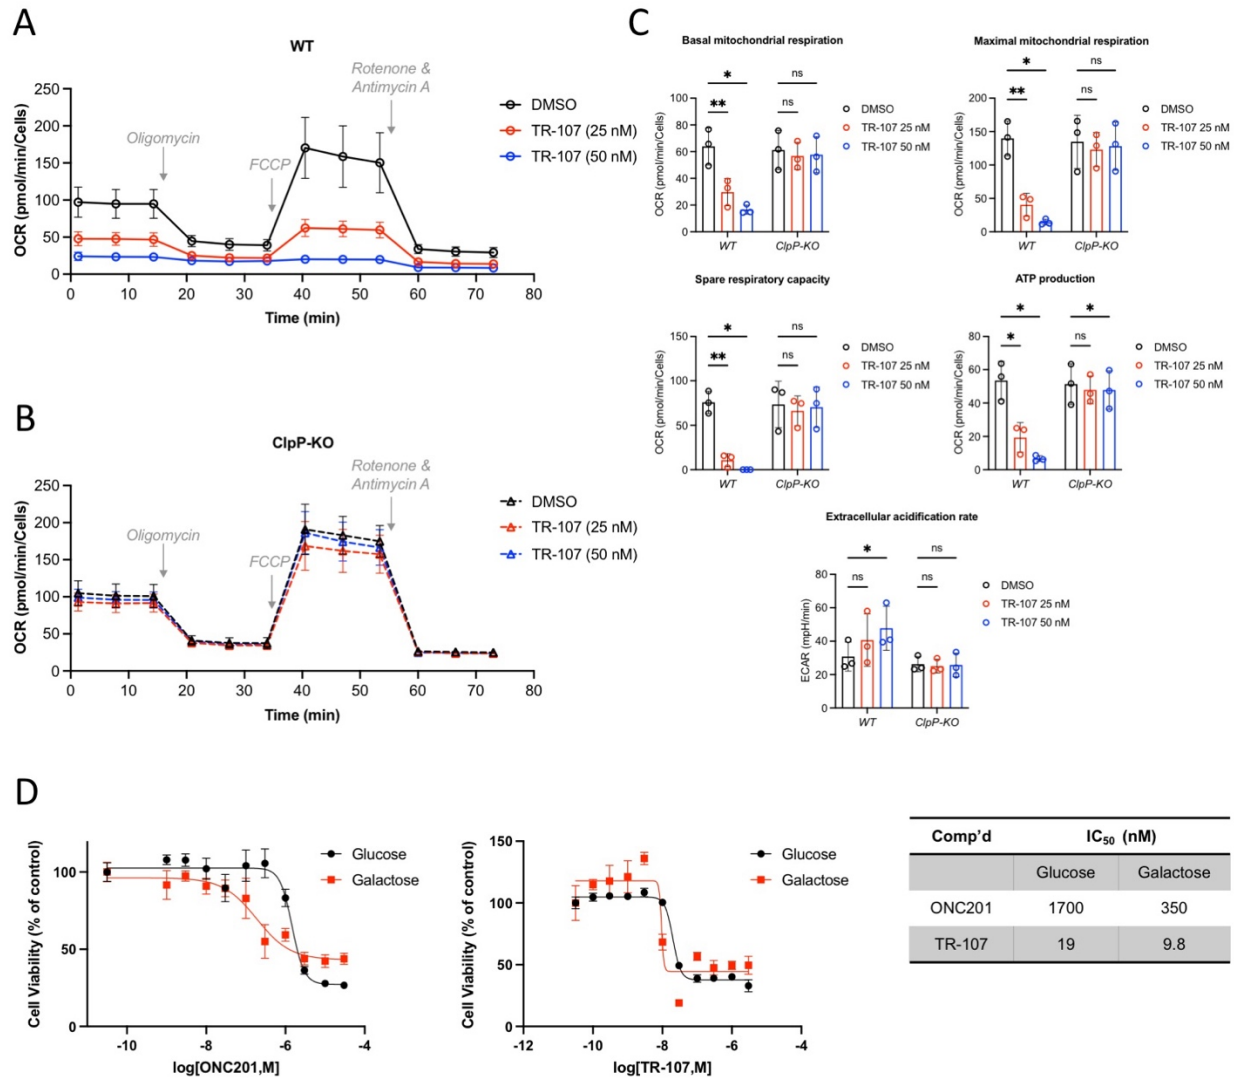 A
WT
Rotenone &
Antimycin A
Oligomycin
FCCP
250
200
150
100
50
0
OCR (pmol/min/Cells)
0 10 20 30 40 50 60 70 80
Time (min)
DMSO
TR-107 (25 nM)
TR-107 (50 nM)
B
ClpP-KO
Rotenone &
Antimycin A
Oligomycin
FCCP
250
200
150
100
50
0
OCR (pmol/min/Cells)
0 10 20 30 40 50 60 70 80
Time (min)
DMSO
TR-107 (25 nM)
TR-107 (50 nM)
C
Basal mitochondrial respiration
* ns
** ns
100
80
60
40
20
0
OCR (pmol/min/Cells)
WT ClpP-KO
DMSO
TR-107 25 nM
TR-107 50 nM
Maximal mitochondrial respiration
* ns
** ns
200
150
100
50
0
OCR (pmol/min/Cells)
WT ClpP-KO
DMSO
TR-107 25 nM
TR-107 50 nM
Spare respiratory capacity
* ns
** ns
150
100
50
0
OCR (pmol/min/Cells)
WT ClpP-KO
DMSO
TR-107 25 nM
TR-107 50 nM
ATP production
* *
* ns
80
60
40
20
0
OCR (pmol/min/Cells)
WT ClpP-KO
DMSO
TR-107 25 nM
TR-107 50 nM
Extracellular acidification rate
* ns
ns ns
80
60
40
20
0
ECAR (mpH/min)
WT ClpP-KO
DMSO
TR-107 25 nM
TR-107 50 nM
D
100
50
0
Cell Viability (% of control)
-10 -8 -6 -4
log[ONC201,M]
Glucose
Galactose
150
100
50
0
Cell Viability (% of control)
-12 -10 -8 -6 -4
log[TR-107,M]
Glucose
Galactose
Comp'd IC₅₀ (nM)
Glucose Galactose
ONC201 1700 350
TR-107 19 9.8